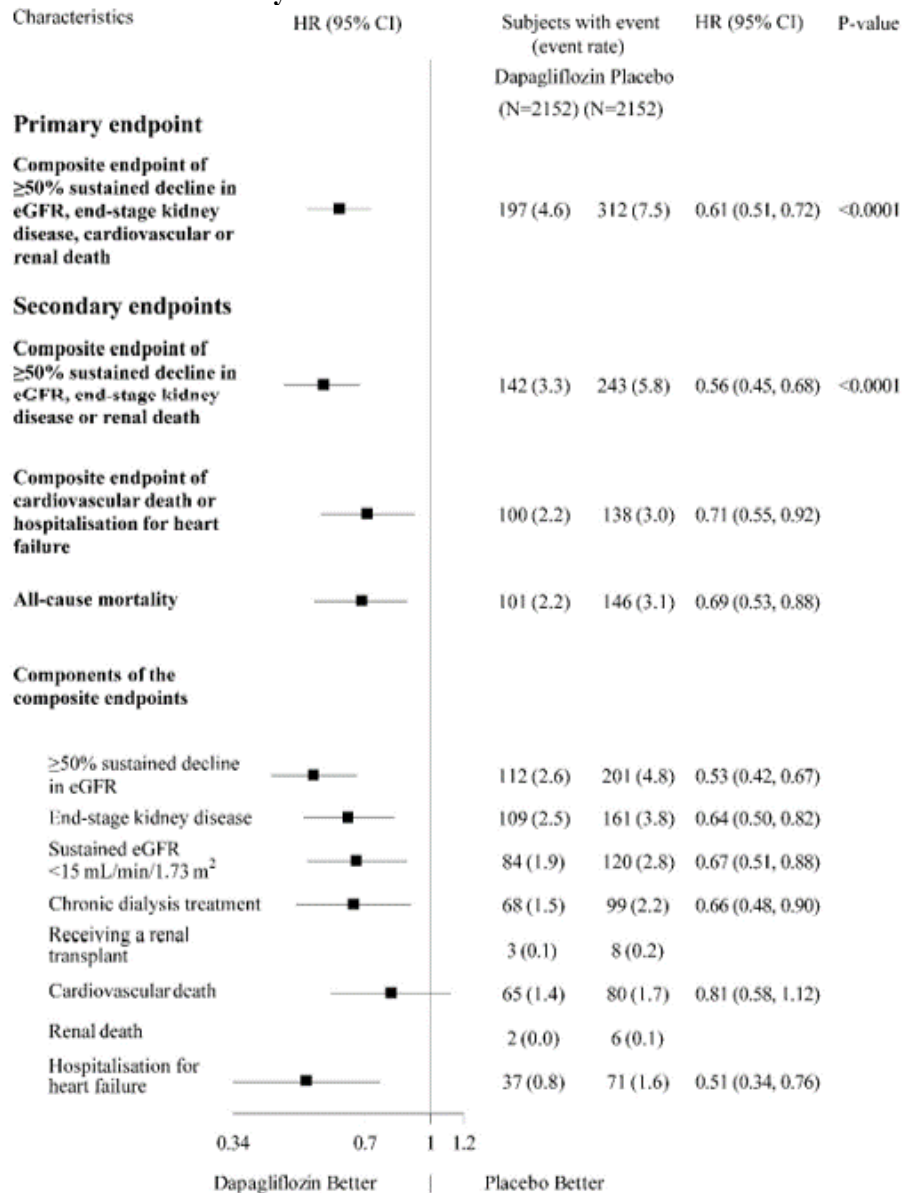 Characteristics HR (95% CI) Subjects with event HR (95% CI) P-value
(event rate)
Dapagliflozin Placebo
(N=2152) (N=2152)
Primary endpoint
Composite endpoint of
≥50% sustained decline in
eGFR, end-stage kidney 197 (4.6) 312 (7.5) 0.61 (0.51, 0.72) <0.0001
disease, cardiovascular or
renal death
Secondary endpoints
Composite endpoint of
≥50% sustained decline in
eGFR, end-stage kidney 142 (3.3) 243 (5.8) 0.56 (0.45, 0.68) <0.0001
disease or renal death
Composite endpoint of
cardiovascular death or
hospitalisation for heart 100 (2.2) 138 (3.0) 0.71 (0.55, 0.92)
failure
All-cause mortality 101 (2.2) 146 (3.1) 0.69 (0.53, 0.88)
Components of the
composite endpoints
≥50% sustained decline
in eGFR 112 (2.6) 201 (4.8) 0.53 (0.42, 0.67)
End-stage kidney disease 109 (2.5) 161 (3.8) 0.64 (0.50, 0.82)
Sustained eGFR
<15 mL/min/1.73 m² 84 (1.9) 120 (2.8) 0.67 (0.51, 0.88)
Chronic dialysis treatment 68 (1.5) 99 (2.2) 0.66 (0.48, 0.90)
Receiving a renal
transplant 3 (0.1) 8 (0.2)
Cardiovascular death 65 (1.4) 80 (1.7) 0.81 (0.58, 1.12)
Renal death 2 (0.0) 6 (0.1)
Hospitalisation for
heart failure 37 (0.8) 71 (1.6) 0.51 (0.34, 0.76)
0.34 0.7 1 1.2
Dapagliflozin Better | Placebo Better